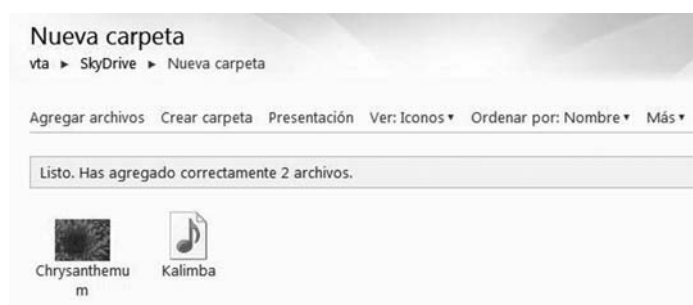 Nueva carpeta
vta ▸ SkyDrive ▸ Nueva carpeta
Agregar archivos Crear carpeta Presentación Ver: Iconos ▾ Ordenar por: Nombre ▾ Más ▾
Listo. Has agregado correctamente 2 archivos.
Chrysanthemu Kalimba
m